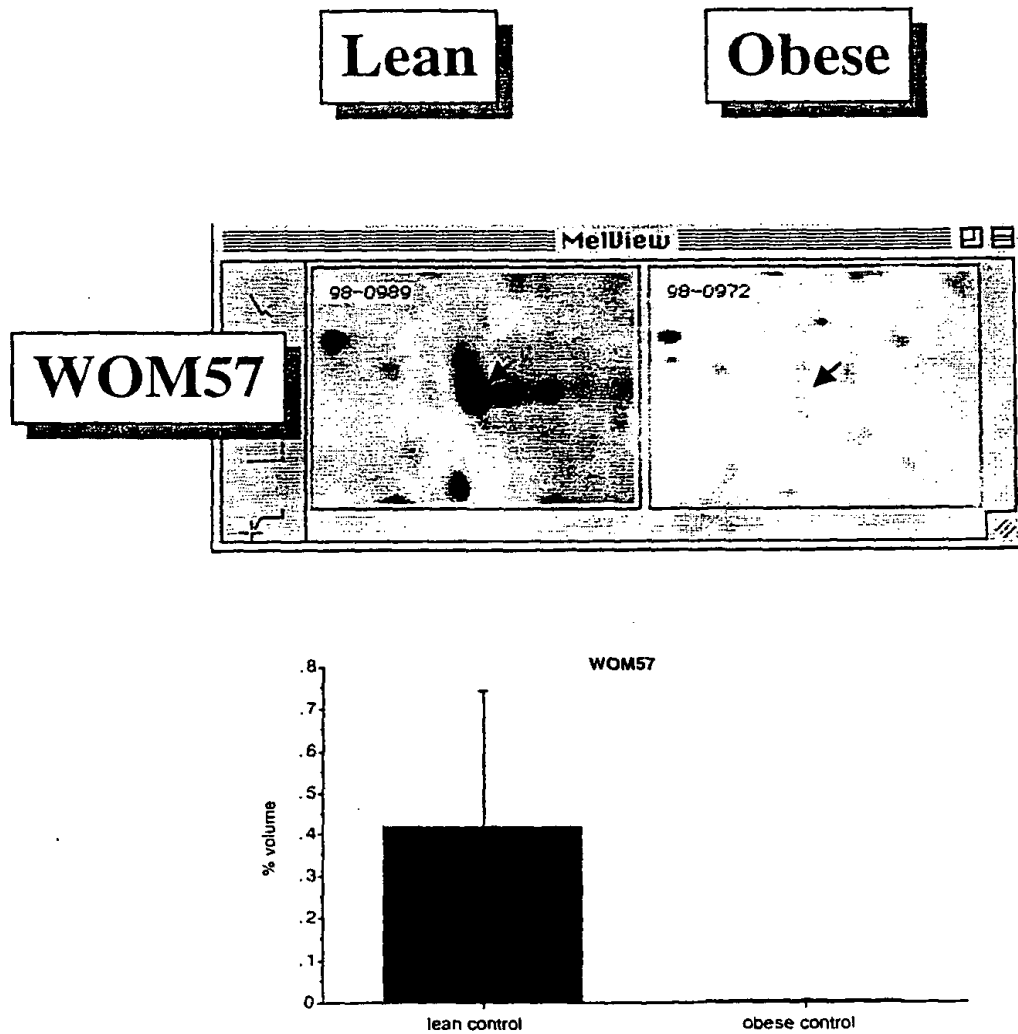 Lean Obese
MelView
98-0989 98-0972
WOM57
WOM57
.8
.7
.6
.5
.4
.3
.2
.1
0
% volume
lean control obese control